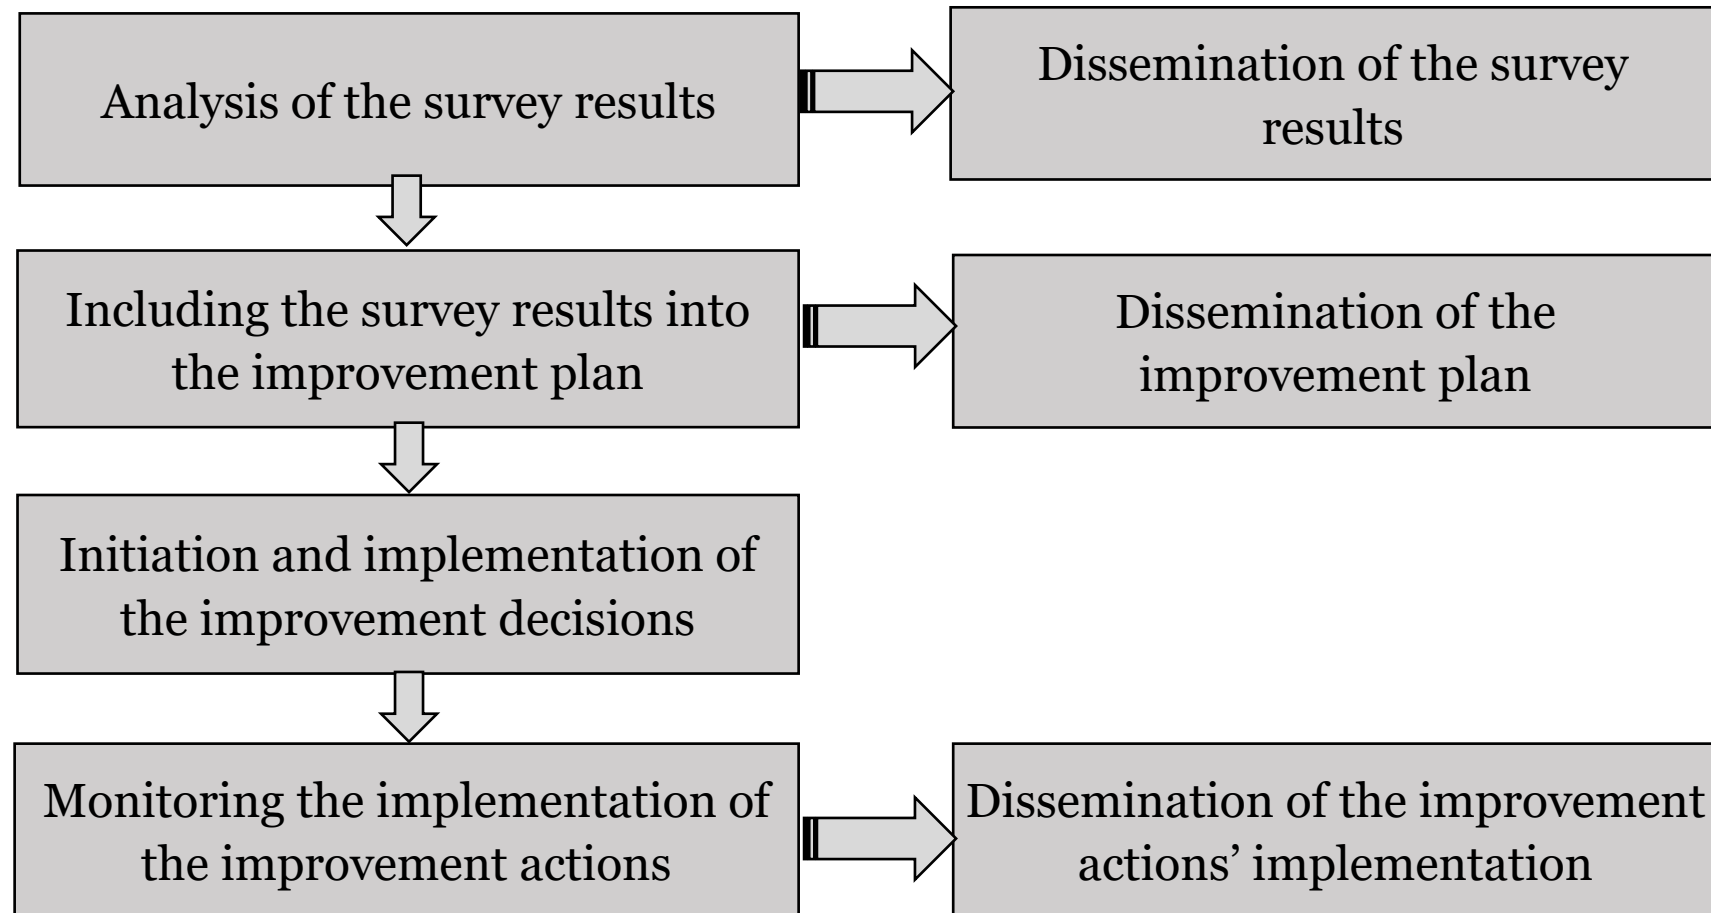 Analysis of the survey results
Dissemination of the survey
results
Including the survey results into
the improvement plan
Dissemination of the
improvement plan
Initiation and implementation of
the improvement decisions
Monitoring the implementation of
the improvement actions
Dissemination of the improvement
actions’ implementation